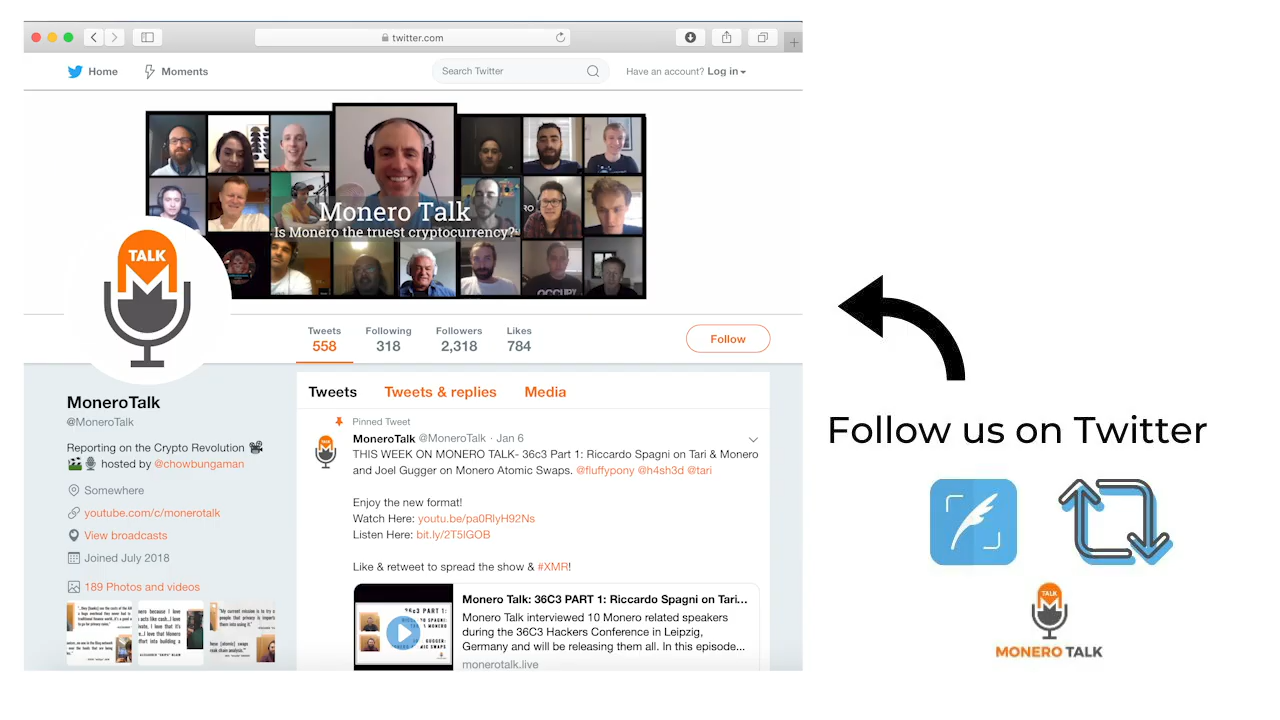 twitter.com
Home
Moments
Search Twitter
Have an account? Log in
Monero Talk
Is Monero the truest cryptocurrency?
TALK
Tweets
Following
Followers
Likes
558
318
2,318
784
Follow
MoneroTalk
@MoneroTalk
Reporting on the Crypto Revolution
hosted by @chowbungaman
Somewhere
youtube.com/c/monerotalk
View broadcasts
Joined July 2018
189 Photos and videos
Tweets
Tweets & replies
Media
Pinned Tweet
MoneroTalk @MoneroTalk · Jan 6
THIS WEEK ON MONERO TALK- 36c3 Part 1: Riccardo Spagni on Tari & Monero
and Joel Gugger on Monero Atomic Swaps. @fluffypony @h4sh3d @tari
Enjoy the new format!
Watch Here: youtu.be/pa0RlyH92Ns
Listen Here: bit.ly/2T5IGOB
Like & retweet to spread the show & #XMR!
Monero Talk: 36C3 PART 1: Riccardo Spagni on Tari...
Monero Talk interviewed 10 Monero related speakers
during the 36C3 Hackers Conference in Leipzig,
Germany and will be releasing them all. In this episode...
monerotalk.live
Follow us on Twitter
TALK
MONERO TALK